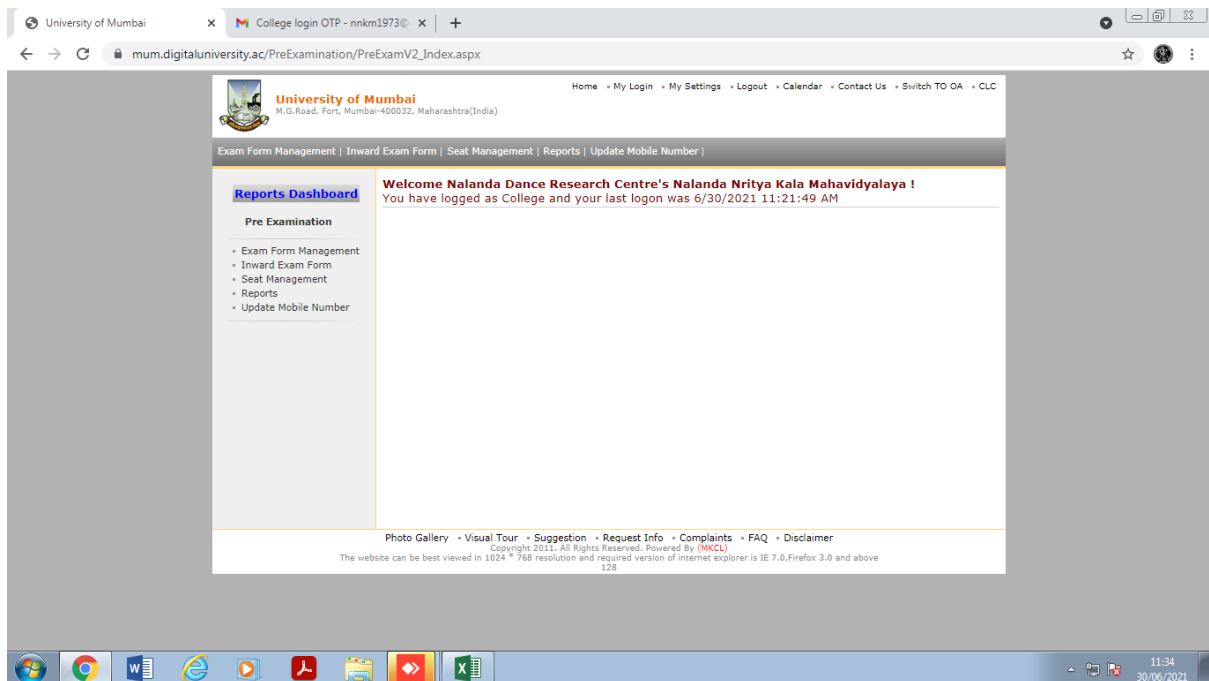 University of Mumbai
College login OTP - nnkm1973@
mum.digitaluniversity.ac/PreExamination/PreExamV2_Index.aspx
Home My Login My Settings Logout Calendar Contact Us Switch TO OA CLC
University of Mumbai
M.G.Road, Fort, Mumbai-400032, Maharashtra(India)
Exam Form Management | Inward Exam Form | Seat Management | Reports | Update Mobile Number |
Reports Dashboard
Pre Examination
Exam Form Management
Inward Exam Form
Seat Management
Reports
Update Mobile Number
Welcome Nalanda Dance Research Centre's Nalanda Nritya Kala Mahavidyalaya !
You have logged as College and your last logon was 6/30/2021 11:21:49 AM
Photo Gallery Visual Tour Suggestion Request Info Complaints FAQ Disclaimer
Copyright 2011. All Rights Reserved. Powered By (MKCL)
The website can be best viewed in 1024 * 768 resolution and required version of internet explorer is IE 7.0,Firefox 3.0 and above
128
11:34
30/06/2021